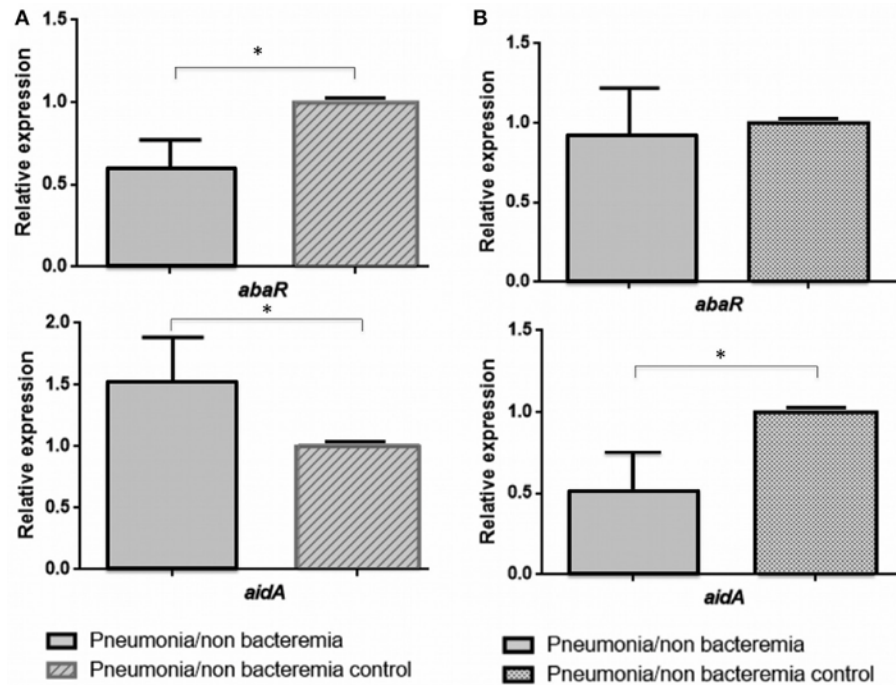 A
Relative expression
1.5
1.0
0.5
0.0
*
abaR
Relative expression
2.0
1.5
1.0
0.5
0.0
*
aidA
Pneumonia/non bacteremia
Pneumonia/non bacteremia control
B
Relative expression
1.5
1.0
0.5
0.0
abaR
Relative expression
1.5
1.0
0.5
0.0
*
aidA
Pneumonia/non bacteremia
Pneumonia/non bacteremia control